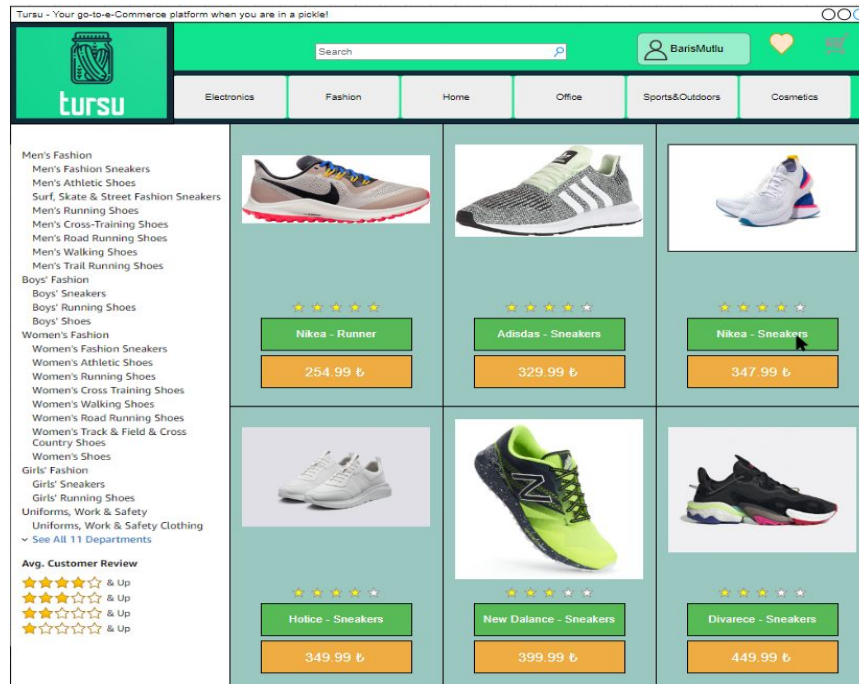 Tursu - Your go-to-e-Commerce platform when you are in a pickle!
tursu
Search
BarisMutlu
Electronics
Fashion
Home
Office
Sports&Outdoors
Cosmetics
Men's Fashion
Men's Fashion Sneakers
Men's Athletic Shoes
Surf, Skate & Street Fashion Sneakers
Men's Running Shoes
Men's Cross-Training Shoes
Men's Road Running Shoes
Men's Walking Shoes
Men's Trail Running Shoes
Boys' Fashion
Boys' Sneakers
Boys' Running Shoes
Boys' Shoes
Women's Fashion
Women's Fashion Sneakers
Women's Athletic Shoes
Women's Running Shoes
Women's Cross Training Shoes
Women's Walking Shoes
Women's Road Running Shoes
Women's Track & Field & Cross
Country Shoes
Women's Shoes
Girls' Fashion
Girls' Sneakers
Girls' Running Shoes
Uniforms, Work & Safety
Uniforms, Work & Safety Clothing
See All 11 Departments
Avg. Customer Review
& Up
& Up
& Up
& Up
Nikea - Runner
254.99 ₺
Adisdas - Sneakers
329.99 ₺
Nikea - Sneakers
347.99 ₺
Hotice - Sneakers
349.99 ₺
N
New Dalance - Sneakers
399.99 ₺
Divarece - Sneakers
449.99 ₺